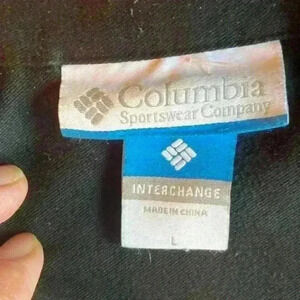 Columbia
Sportswear Company
INTERCHANGE
MADE IN CHINA
L